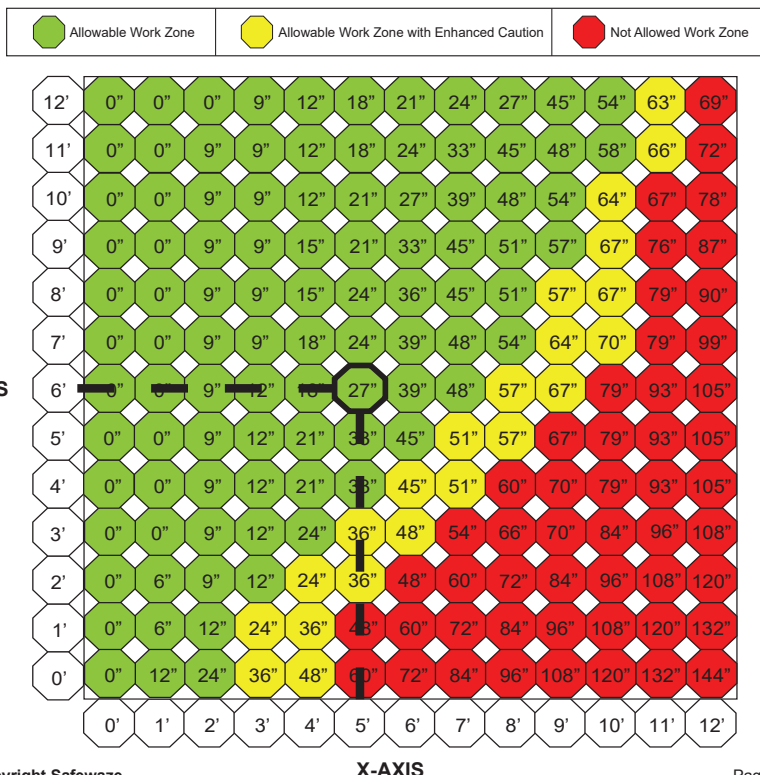 Allowable Work Zone Allowable Work Zone with Enhanced Caution Not Allowed Work Zone
12' 0” 0” 0” 9” 12” 18” 21” 24” 27” 45” 54” 63” 69”
11' 0” 0” 9” 9” 12” 18” 24” 33” 45” 48” 58” 66” 72”
10' 0” 0” 9” 9” 12” 21” 27” 39” 48” 54” 64” 67” 78”
9' 0” 0” 9” 9” 15” 21” 33” 45” 51” 57” 67” 76” 87”
8' 0” 0” 9” 9” 15” 24” 36” 45” 51” 57” 67” 79” 90”
7' 0” 0” 9” 9” 18” 24” 39” 48” 54” 64” 70” 79” 99”
S 6' 9” 12” 27” 39” 48” 57” 67” 79” 93” 105”
5' 0” 0” 9” 12” 21” 45” 51” 57” 67” 79” 93” 105”
4' 0” 0” 9” 12” 21” 45” 51” 60” 70” 79” 93” 105”
3' 0” 0” 9” 12” 24” 36” 48” 54” 66” 70” 84” 96” 108”
2' 0” 6” 9” 12” 24” 36” 48” 60” 72” 84” 96” 108” 120”
1' 0” 6” 12” 24” 36” 48” 60” 72” 84” 96” 108” 120” 132”
0' 0” 12” 24” 36” 48” 60” 72” 84” 96” 108” 120” 132” 144”
0' 1' 2' 3' 4' 5' 6' 7' 8' 9' 10' 11' 12'
X-AXIS
yright Safewaze